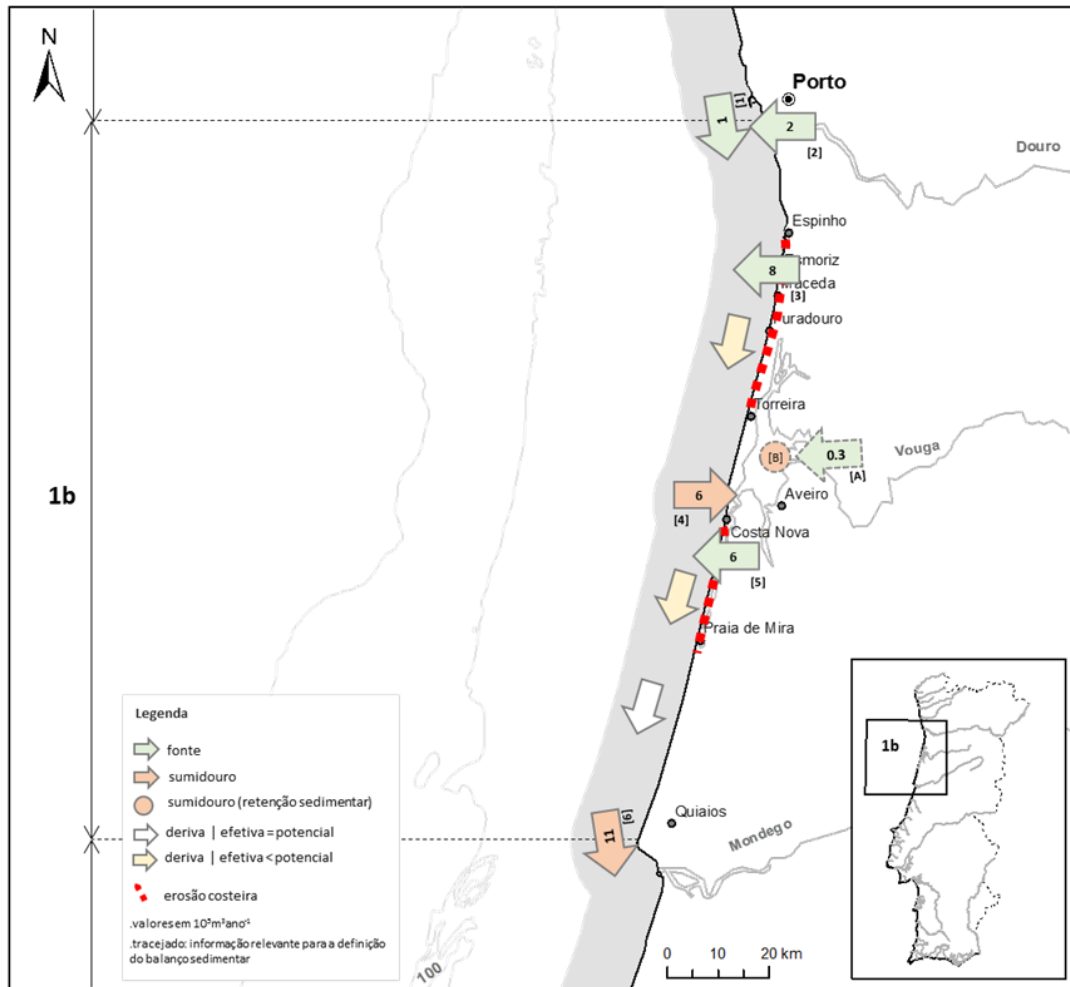 N
Porto
1
[1]
2
[2]
Douro
Espinho
Esmoriz
8
[3]
Maceda
Furadouro
Torreira
[B]
0.3
[A]
Vouga
1b
6
[4]
Aveiro
Costa Nova
6
[5]
Praia de Mira
Legenda
fonte
sumidouro
sumidouro (retenção sedimentar)
deriva | efetiva = potencial
deriva | efetiva < potencial
erosão costeira
.valores em 10⁵m³ano⁻¹
.tracejado: informação relevante para a definição
do balanço sedimentar
11
[6]
Quiaios
Mondego
100
0 10 20 km
1b